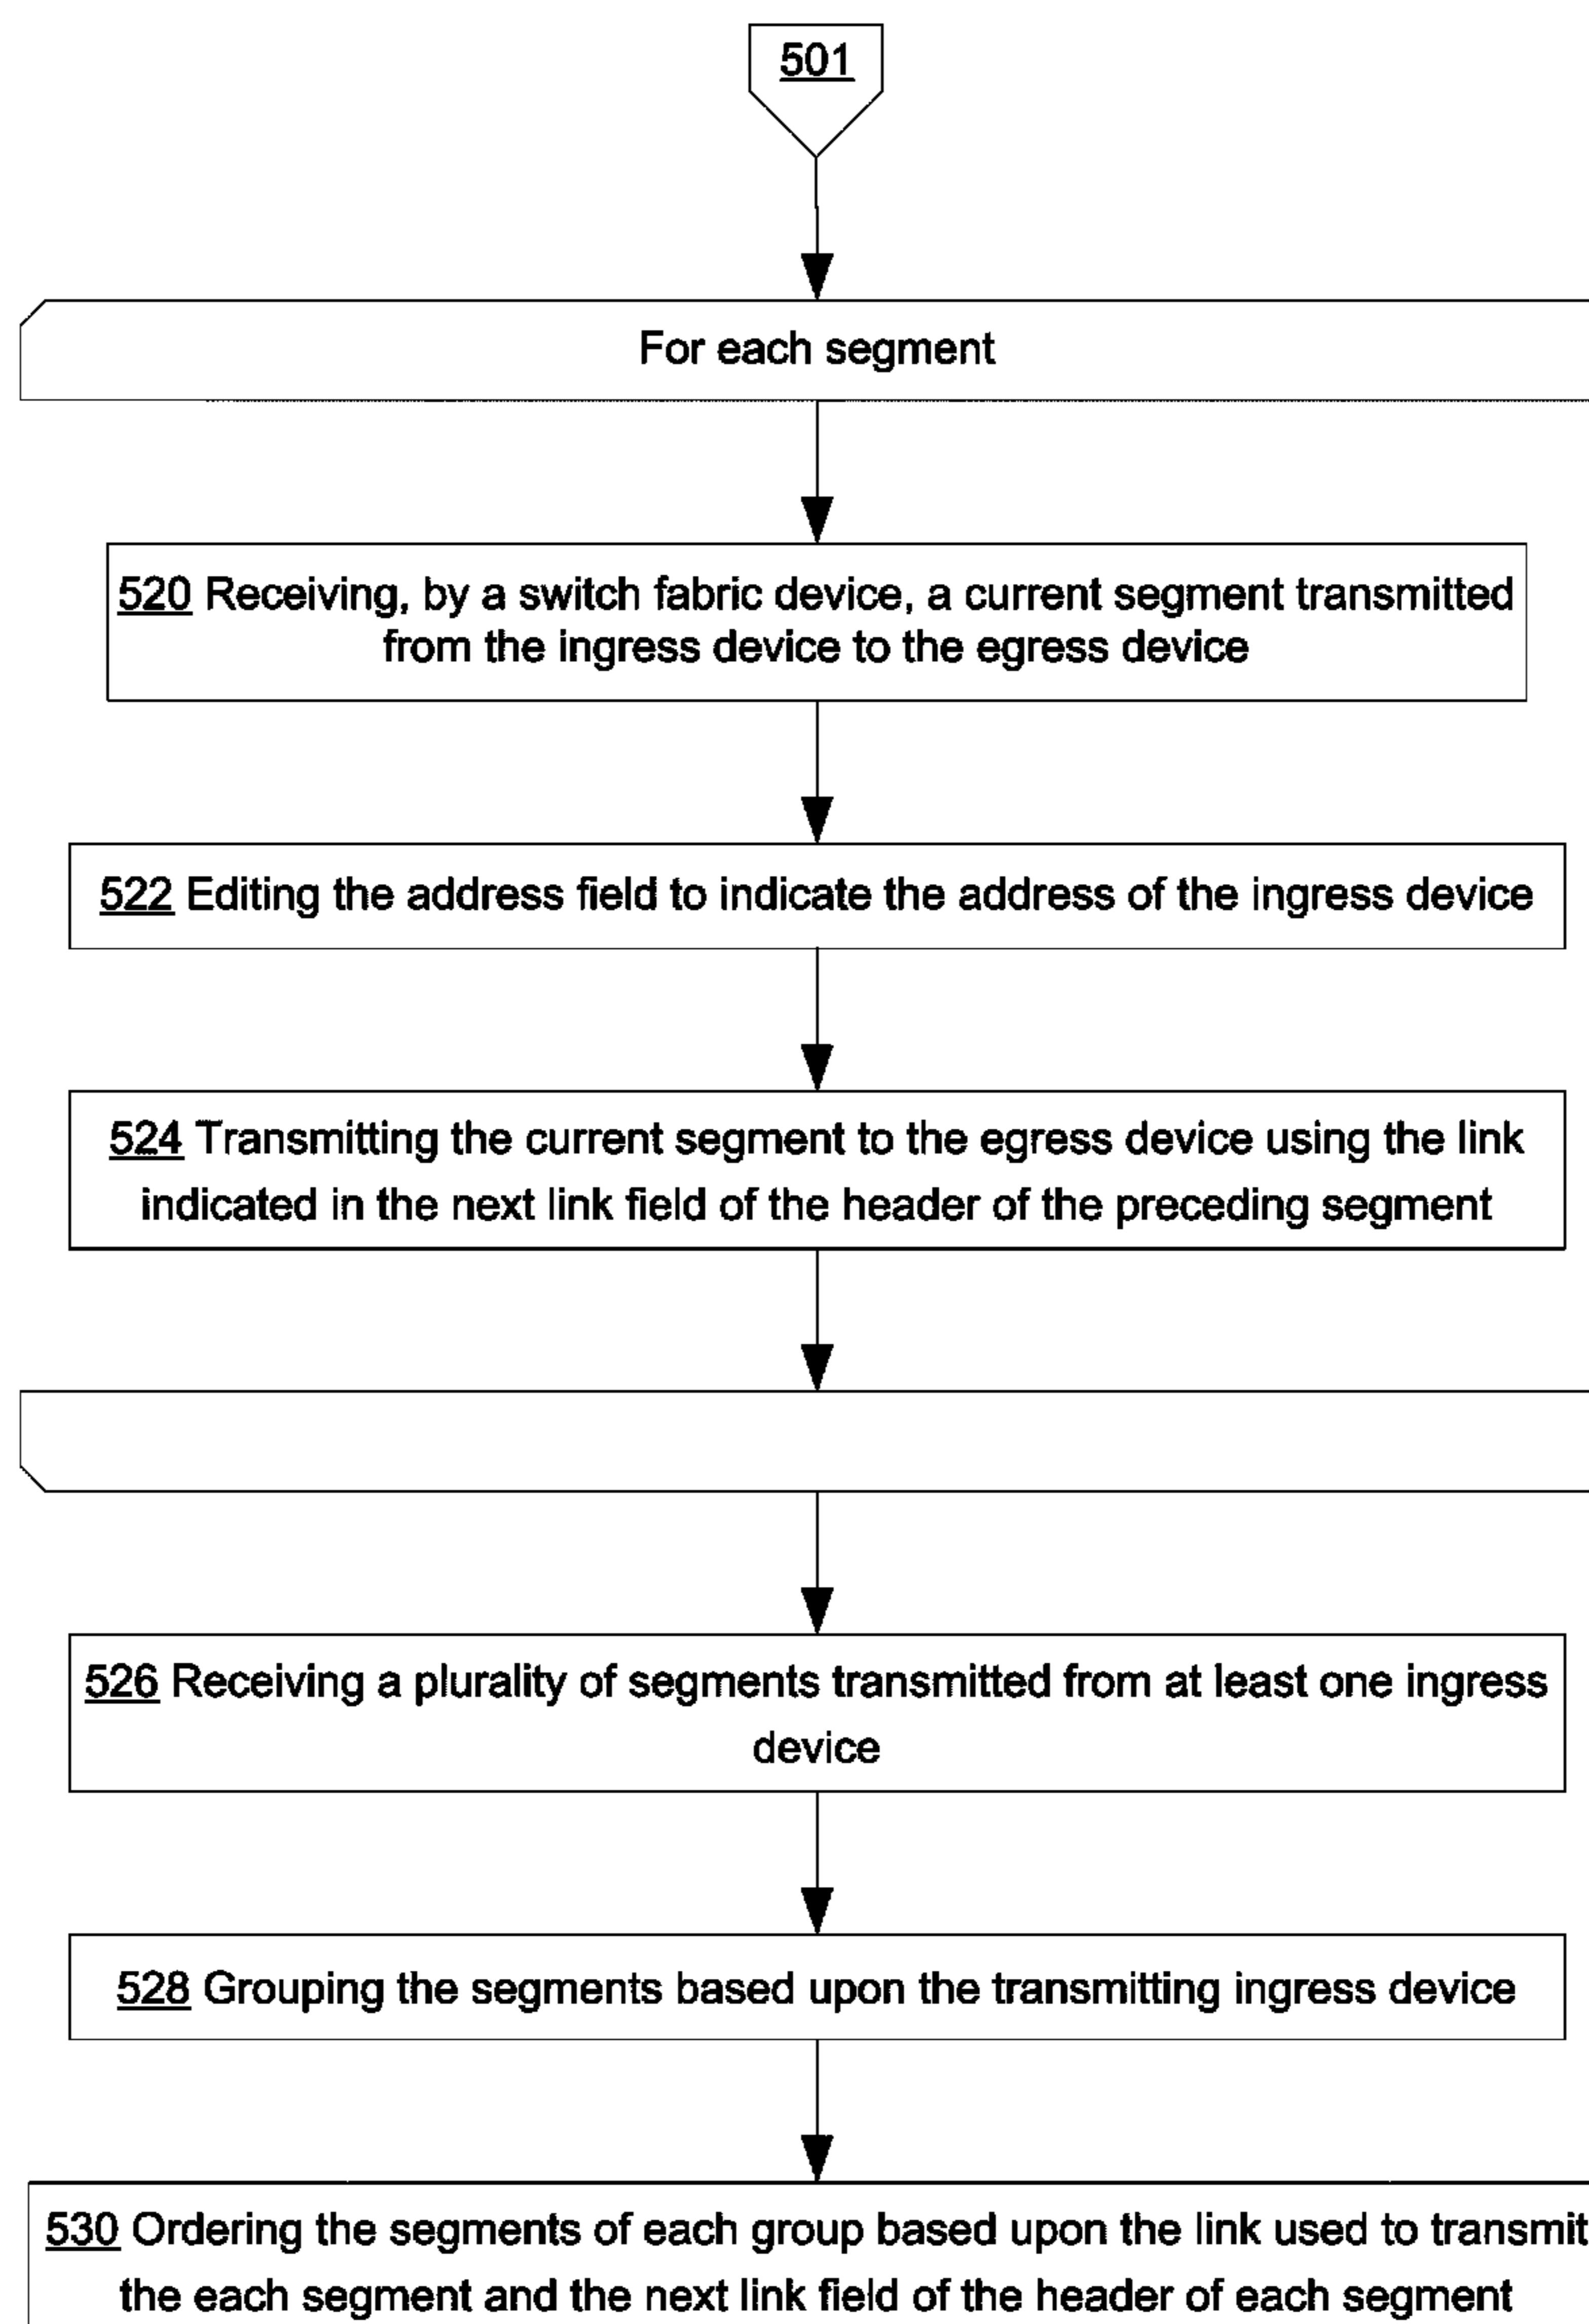 501
For each segment
520 Receiving, by a switch fabric device, a current segment transmitted
from the ingress device to the egress device
522 Editing the address field to indicate the address of the ingress device
524 Transmitting the current segment to the egress device using the link
indicated in the next link field of the header of the preceding segment
526 Receiving a plurality of segments transmitted from at least one ingress
device
528 Grouping the segments based upon the transmitting ingress device
530 Ordering the segments of each group based upon the link used to transmit
the each segment and the next link field of the header of each segment